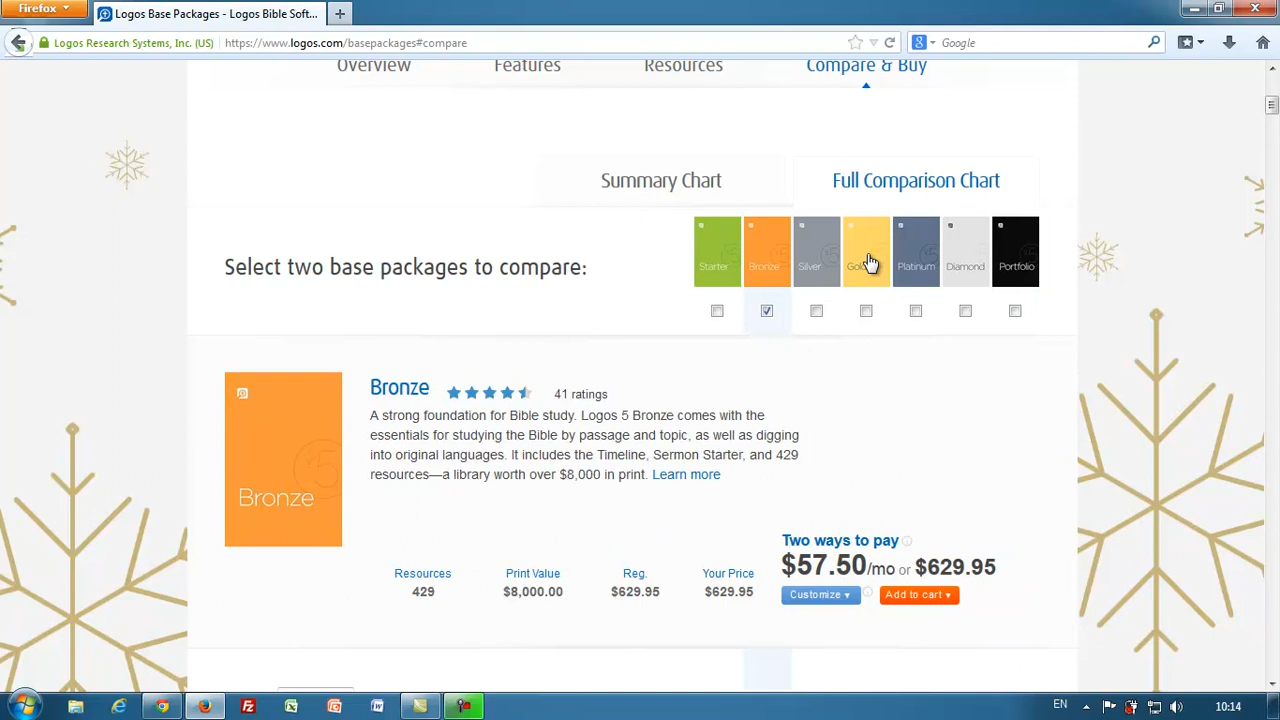 Firefox
Logos Base Packages - Logos Bible Soft...
Logos Research Systems, Inc. (US)
https://www.logos.com/basepackages#compare
Google
Overview
Features
Resources
Compare & Buy
Summary Chart
Full Comparison Chart
Select two base packages to compare:
Starter
Bronze
Silver
Gold
Platinum
Diamond
Portfolio
Bronze
41 ratings
A strong foundation for Bible study. Logos 5 Bronze comes with the
essentials for studying the Bible by passage and topic, as well as digging
into original languages. It includes the Timeline, Sermon Starter, and 429
resources—a library worth over $8,000 in print. Learn more
Bronze
Two ways to pay
$57.50/mo or $629.95
Resources
Print Value
Reg.
Your Price
429
$8,000.00
$629.95
$629.95
Customize
Add to cart
EN
10:14